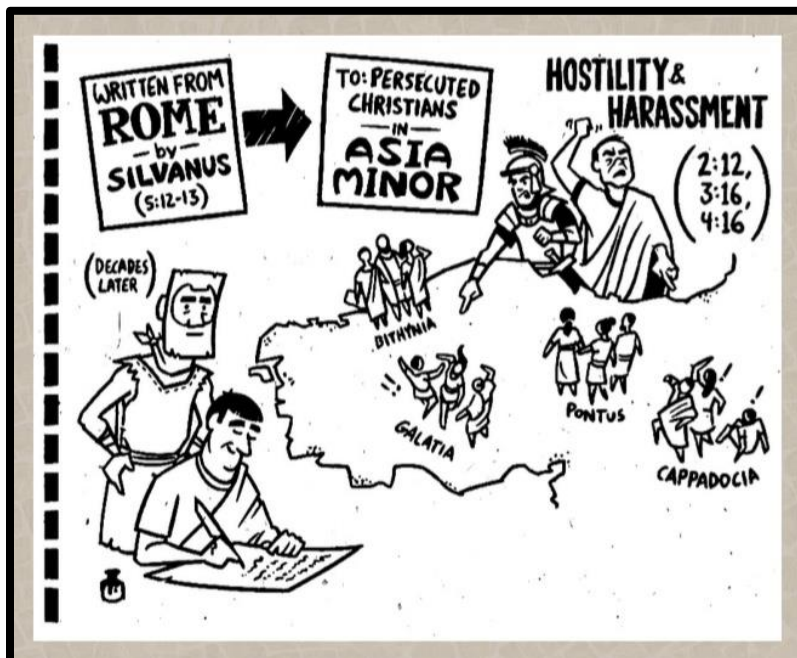 WRITTEN FROM
ROME
by
SILVANUS
(5:12-13)
TO: PERSECUTED
CHRISTIANS
IN
ASIA
MINOR
HOSTILITY &
HARASSMENT
(2:12,
3:16,
4:16)
(DECADES
LATER)
BITHYNIA
GALATIA
PONTUS
CAPPADOCIA
!!
!
!